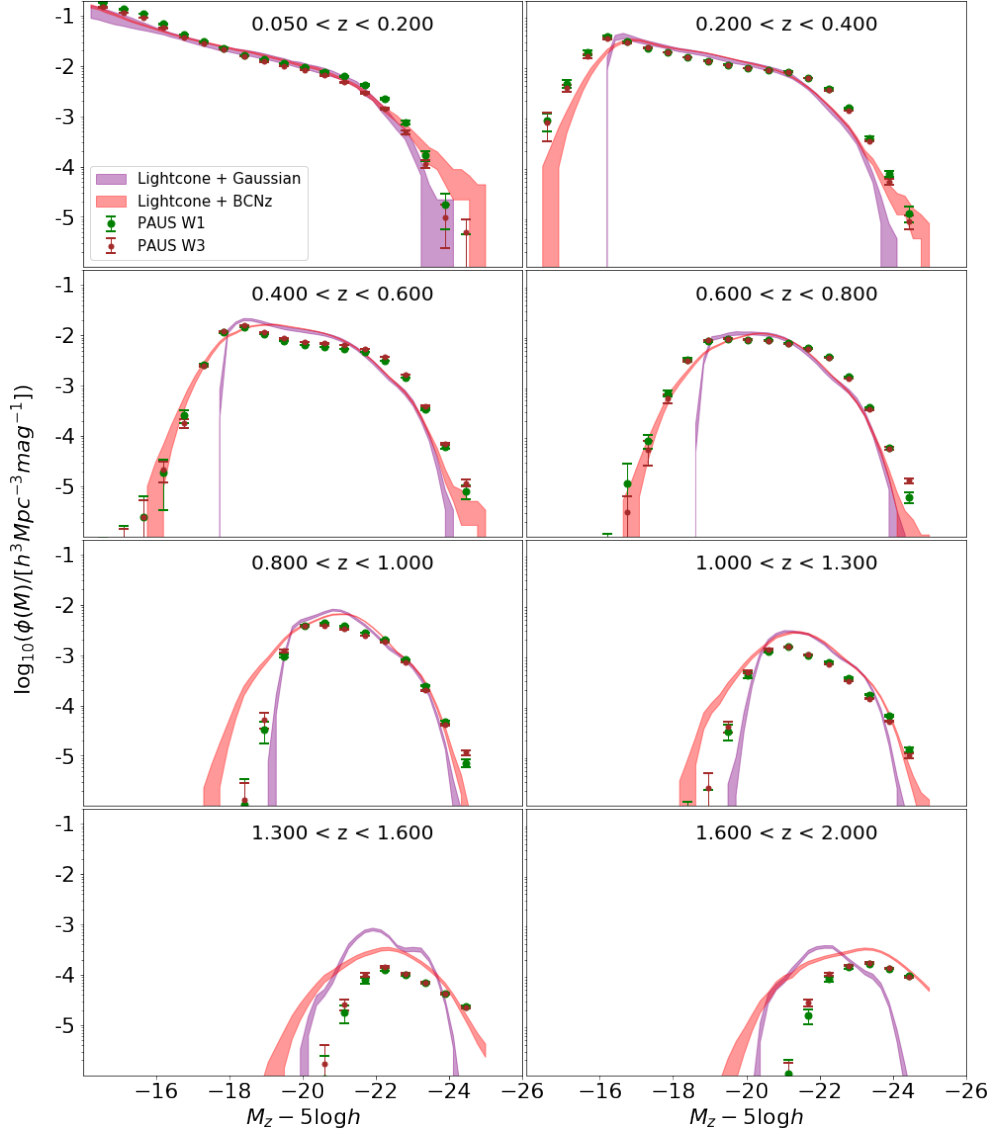 0.050 < z < 0.200
0.200 < z < 0.400
-1
-2
-3
-4
-5
Lightcone + Gaussian
Lightcone + BCNz
PAUS W1
PAUS W3
0.400 < z < 0.600
0.600 < z < 0.800
-1
-2
-3
-4
-5
log₁₀(ϕ(M)/[h³Mpc⁻³mag⁻¹])
0.800 < z < 1.000
1.000 < z < 1.300
-1
-2
-3
-4
-5
1.300 < z < 1.600
1.600 < z < 2.000
-1
-2
-3
-4
-5
−16 −18 −20 −22 −24 −26 −16 −18 −20 −22 −24 −26
M_z − 5logh
M_z − 5logh